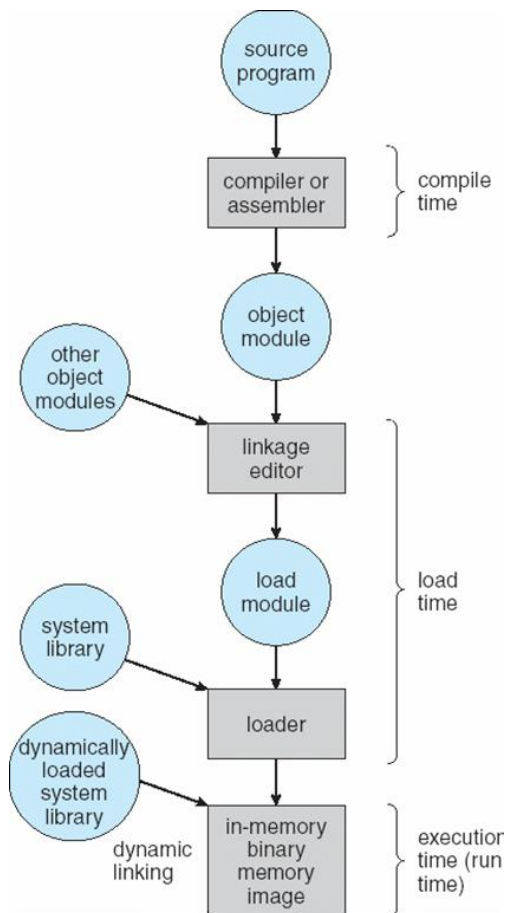 source
program
compiler or
assembler
compile
time
object
module
other
object
modules
linkage
editor
load
module
load
time
system
library
loader
dynamically
loaded
system
library
dynamic
linking
in-memory
binary
memory
image
execution
time (run
time)